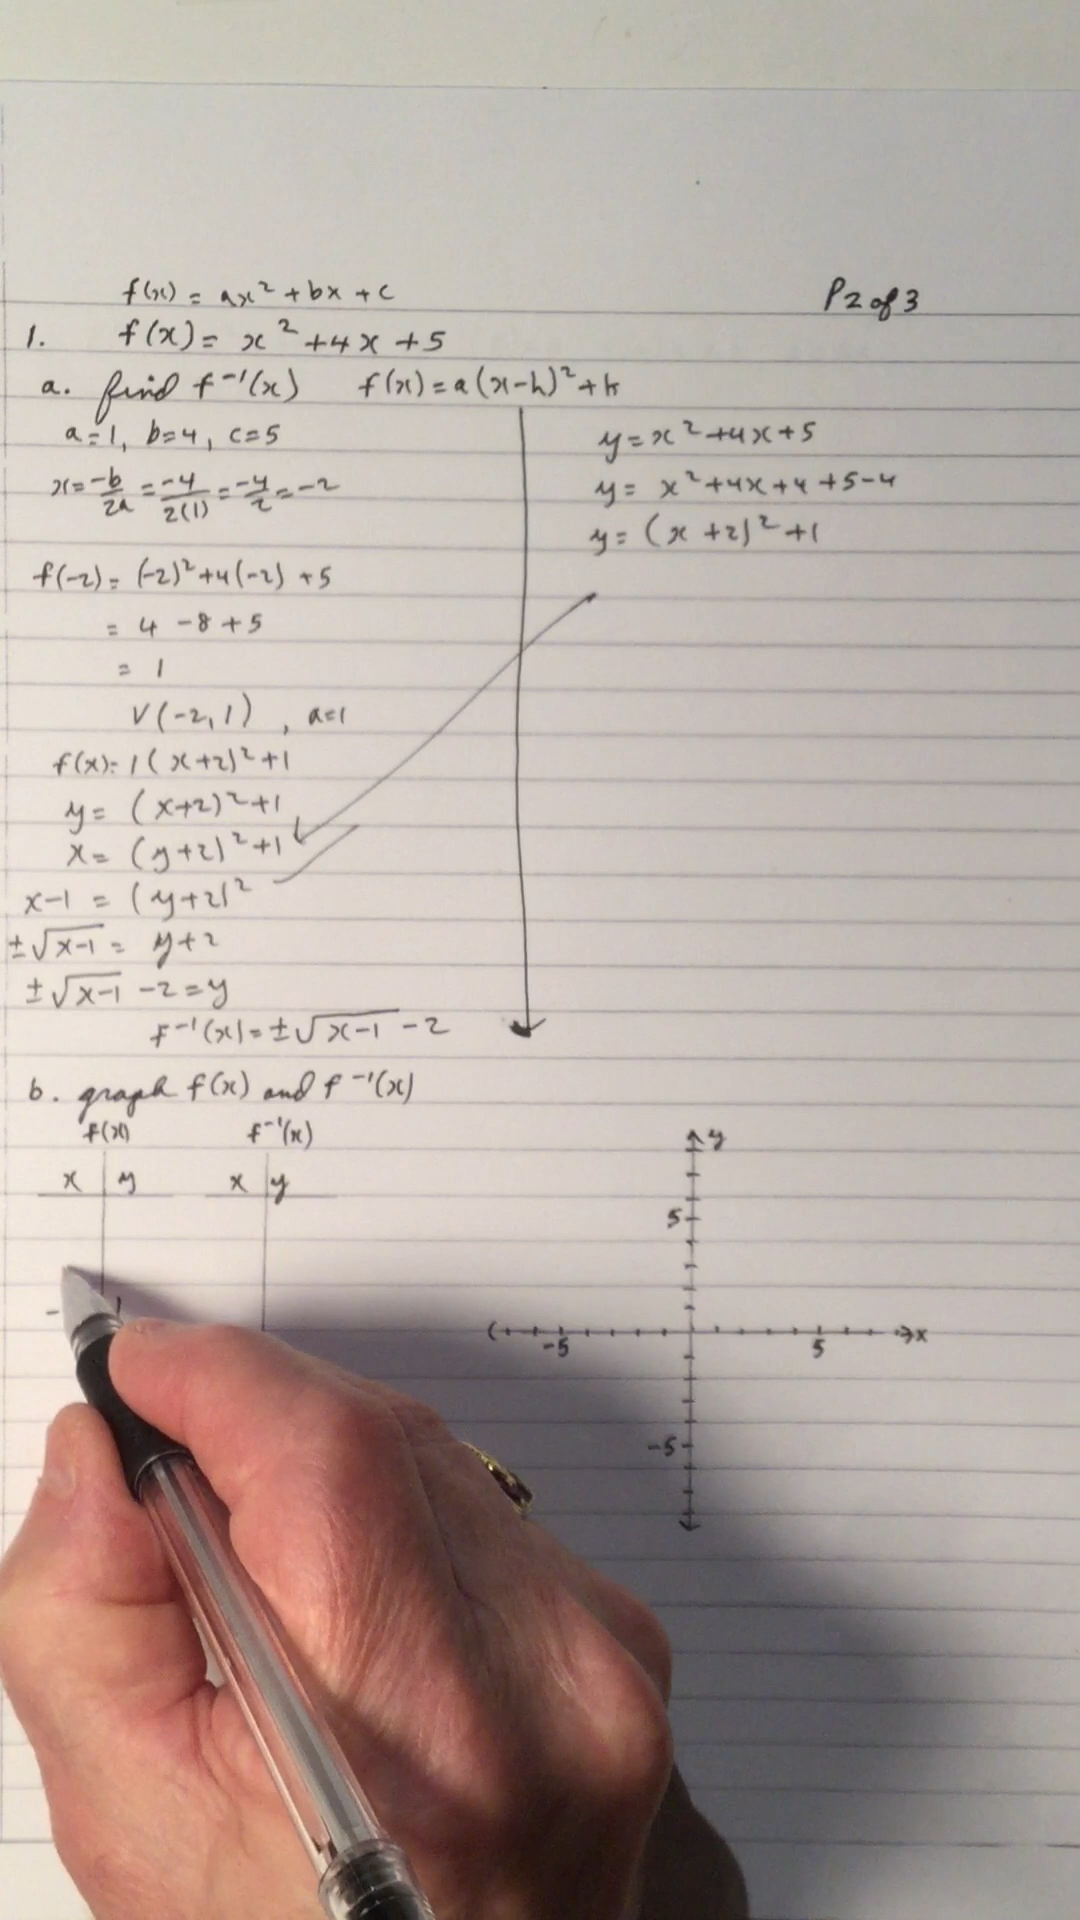 f(x) = ax² + bx + c
P2 of 3
1. f(x) = x² + 4x + 5
a. find f⁻¹(x) f(x) = a(x-h)² + k
a=1, b=4, c=5
x = -b/2a = -4/2(1) = -4/2 = -2
f(-2) = (-2)² + 4(-2) + 5
= 4 - 8 + 5
= 1
V(-2, 1), a=1
f(x) = 1(x+2)² + 1
y = (x+2)² + 1
x = (y+2)² + 1
x-1 = (y+2)²
±√x-1 = y+2
±√x-1 - 2 = y
f⁻¹(x) = ±√x-1 - 2
y = x² + 4x + 5
y = x² + 4x + 4 + 5 - 4
y = (x+2)² + 1
b. graph f(x) and f⁻¹(x)
f(x) f⁻¹(x)
x y x y
y
5
-5 5 x
-5